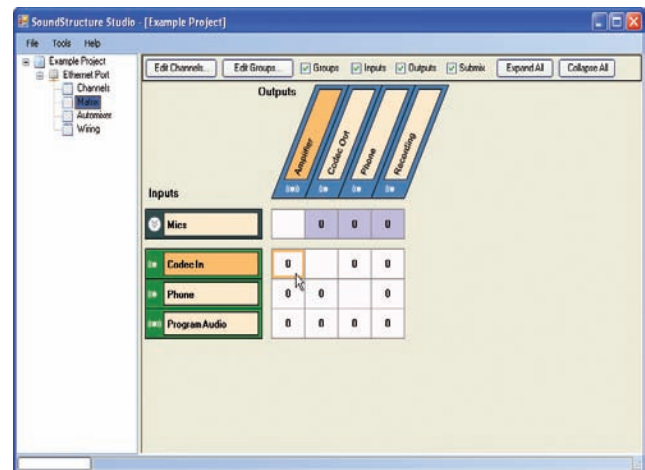 SoundStructure Studio - [Example Project]
File Tools Help
Example Project
Ethernet Port
Channels
Matrix
Automixer
Wiring
Edit Channels... Edit Groups... Groups Inputs Outputs Submix Expand All Collapse All
Outputs
Amplifier Codec Out Phone Recording
Inputs
Mics 0 0 0
Codec In 0 0 0
Phone 0 0 0
Program Audio 0 0 0 0